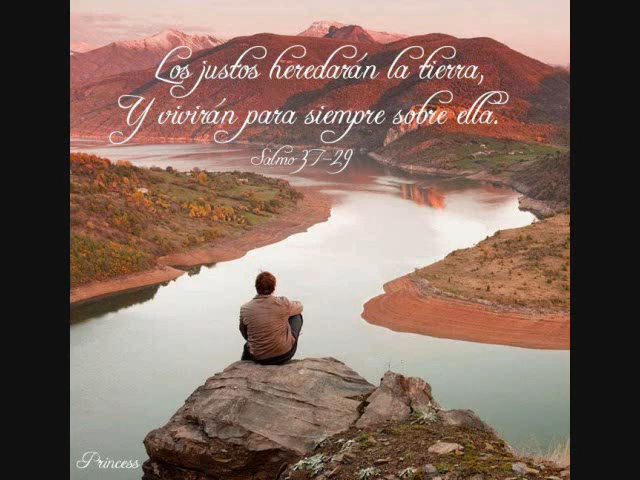 Los justos heredarán la tierra,
Y vivirán para siempre sobre ella.
Salmo 37-29
Princess